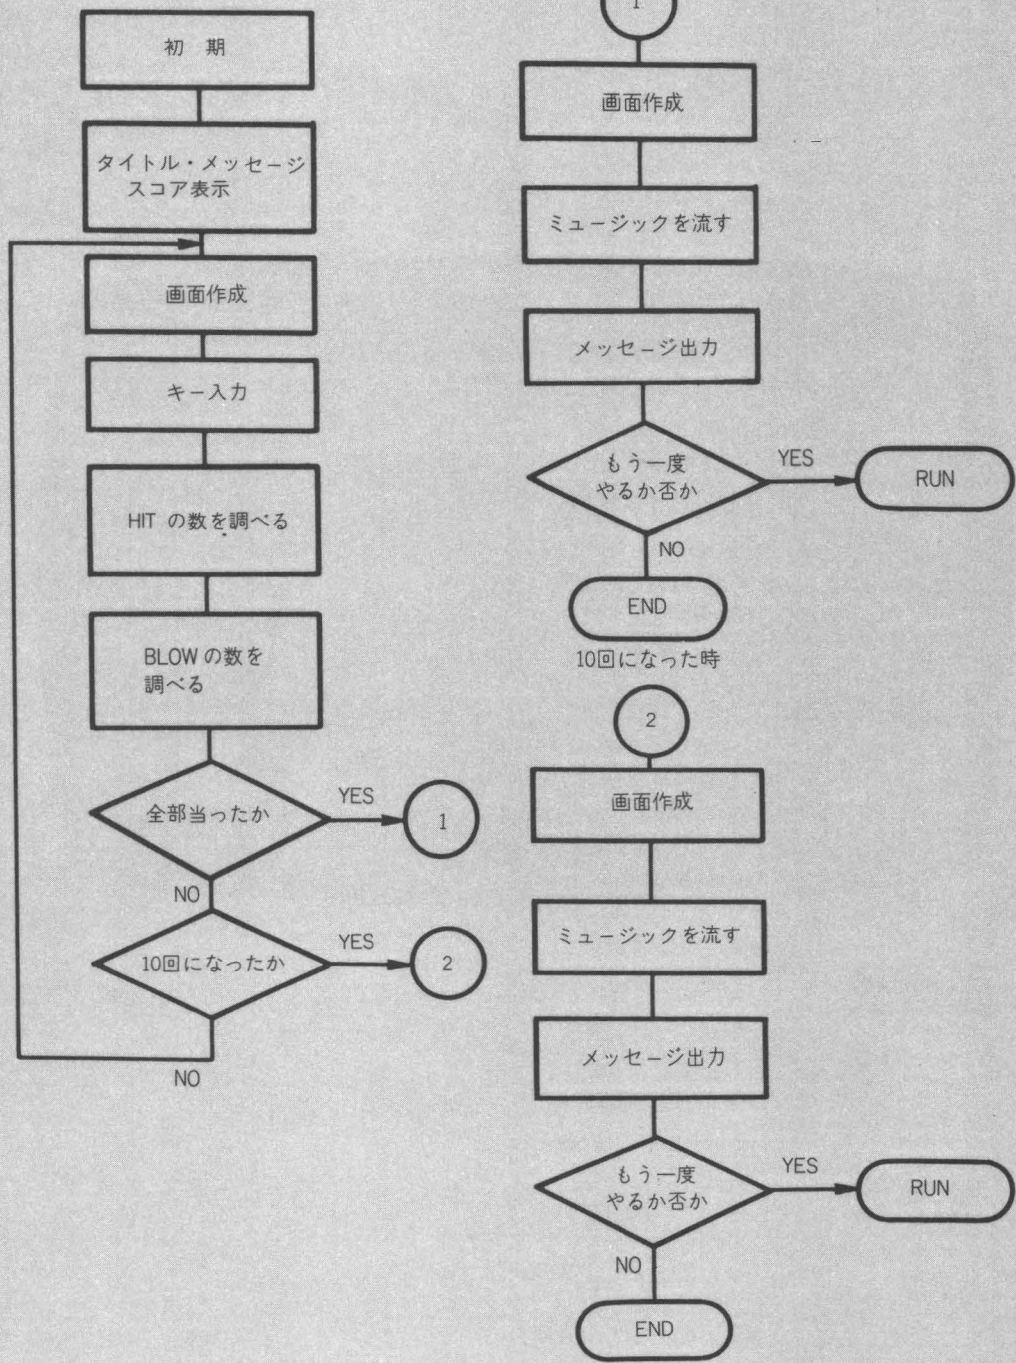 初 期
タイトル・メッセージ
スコア表示
画面作成
キー入力
HIT の数を調べる
BLOW の数を
調べる
全部当ったか
YES
1
NO
10回になったか
YES
2
NO
1
画面作成
ミュージックを流す
メッセージ出力
もう一度
やるか否か
YES
RUN
NO
END
10回になった時
2
画面作成
ミュージックを流す
メッセージ出力
もう一度
やるか否か
YES
RUN
NO
END